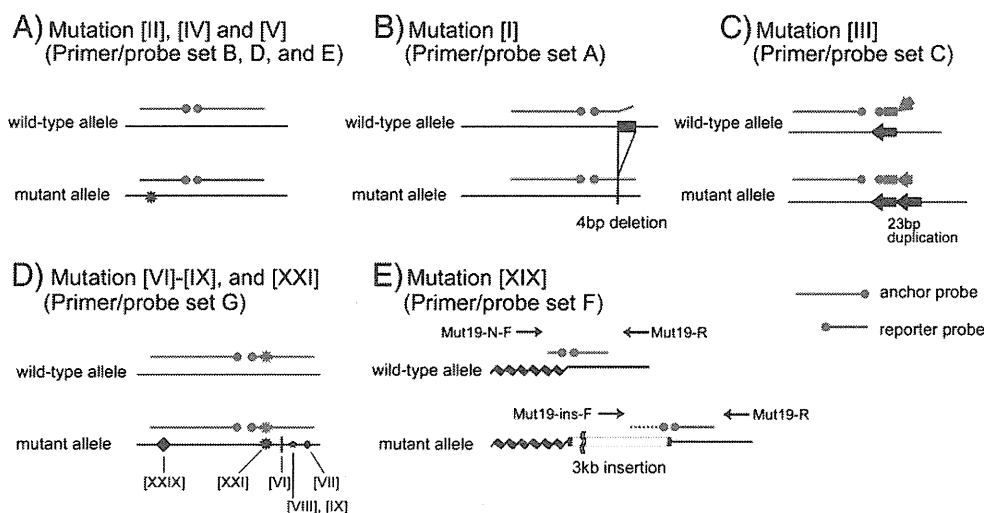 A) Mutation [II], [IV] and [V]
(Primer/probe set B, D, and E)
wild-type allele
mutant allele
B) Mutation [I]
(Primer/probe set A)
wild-type allele
mutant allele
4bp deletion
C) Mutation [III]
(Primer/probe set C)
wild-type allele
mutant allele
23bp
duplication
D) Mutation [VI]-[IX], and [XXI]
(Primer/probe set G)
wild-type allele
mutant allele
[XXIX]
[XXI]
[VI]
[VII]
[VIII], [IX]
E) Mutation [XIX]
(Primer/probe set F)
Mut19-N-F
Mut19-R
wild-type allele
Mut19-ins-F
Mut19-R
mutant allele
3kb insertion
anchor probe
reporter probe